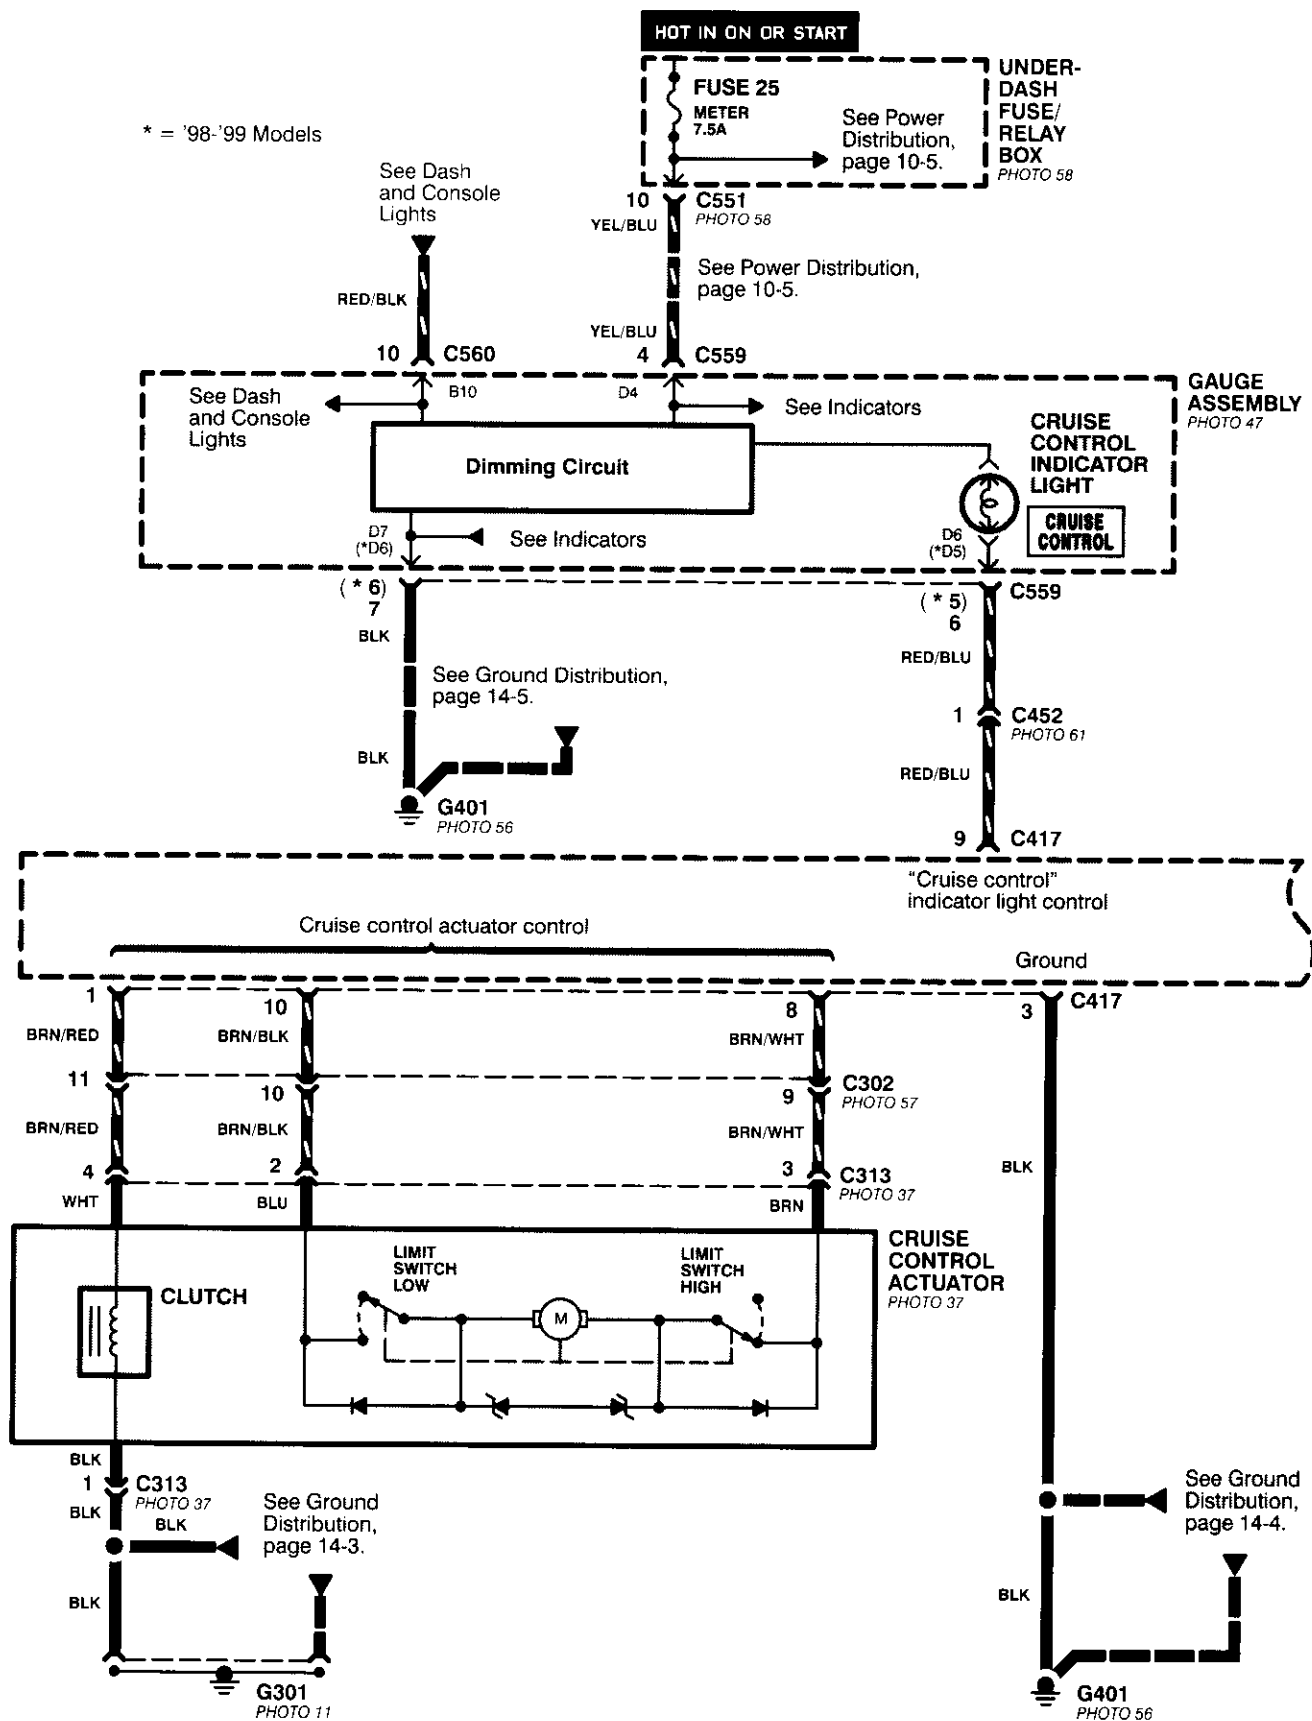 HOT IN ON OR START
FUSE 25
METER
7.5A
See Power
Distribution,
page 10-5.
UNDER-
DASH
FUSE/
RELAY
BOX
PHOTO 58
* = '98-'99 Models
See Dash
and Console
Lights
10 C551
PHOTO 58
YEL/BLU
See Power Distribution,
page 10-5.
RED/BLK
YEL/BLU
10 C560
4 C559
See Dash
and Console
Lights
B10
D4
See Indicators
GAUGE
ASSEMBLY
PHOTO 47
Dimming Circuit
CRUISE
CONTROL
INDICATOR
LIGHT
CRUISE
CONTROL
D7
(*D6)
See Indicators
D6
(*D5)
( * 6)
7
( * 5)
6
C559
BLK
RED/BLU
See Ground Distribution,
page 14-5.
1 C452
PHOTO 61
BLK
RED/BLU
G401
PHOTO 56
9 C417
"Cruise control"
indicator light control
Cruise control actuator control
Ground
1
10
8
3
C417
BRN/RED
BRN/BLK
BRN/WHT
11
10
9
C302
PHOTO 57
BRN/RED
BRN/BLK
BRN/WHT
BLK
4
2
3
C313
PHOTO 37
WHT
BLU
BRN
CRUISE
CONTROL
ACTUATOR
PHOTO 37
CLUTCH
LIMIT
SWITCH
LOW
LIMIT
SWITCH
HIGH
M
BLK
1 C313
PHOTO 37
BLK
BLK
See Ground
Distribution,
page 14-3.
See Ground
Distribution,
page 14-4.
BLK
BLK
G301
PHOTO 11
G401
PHOTO 56